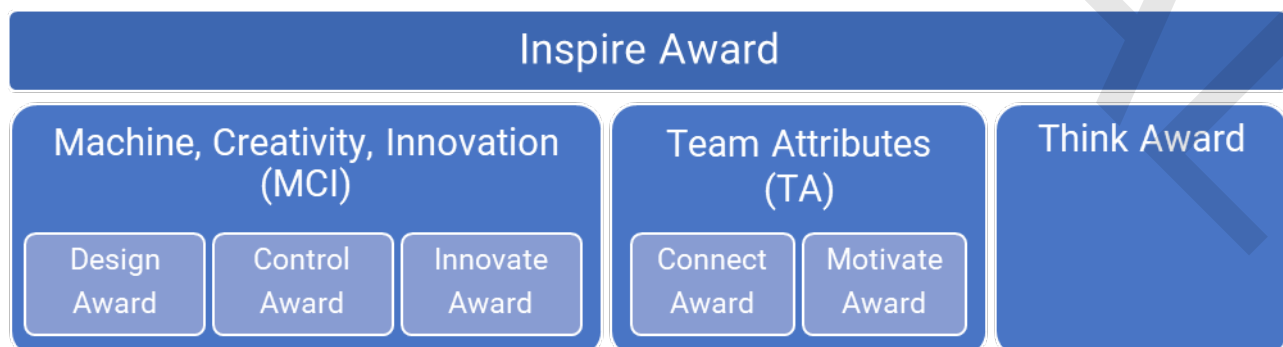 Inspire Award
Machine, Creativity, Innovation
(MCI)
Design
Award
Control
Award
Innovate
Award
Team Attributes
(TA)
Connect
Award
Motivate
Award
Think Award